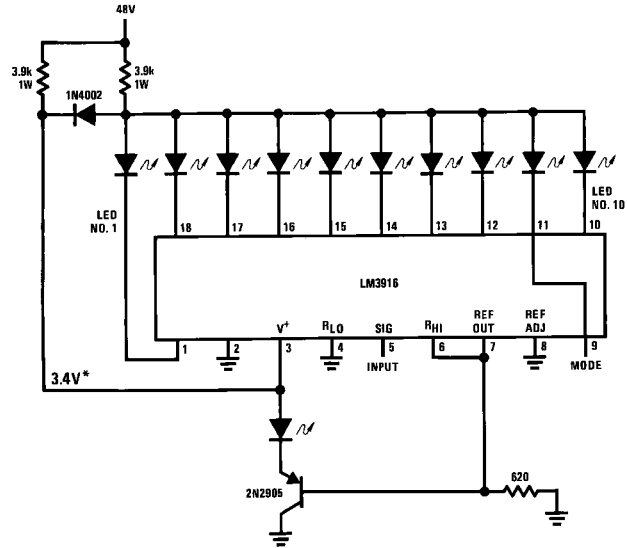 48V
3.9k
1W
3.9k
1W
1N4002
LED
NO. 1
LED
NO. 10
18
17
16
15
14
13
12
11
10
LM3916
V+
RLO
SIG
RHI
REF
OUT
REF
ADJ
1
2
3
4
5
6
7
8
9
INPUT
MODE
3.4V*
2N2905
620